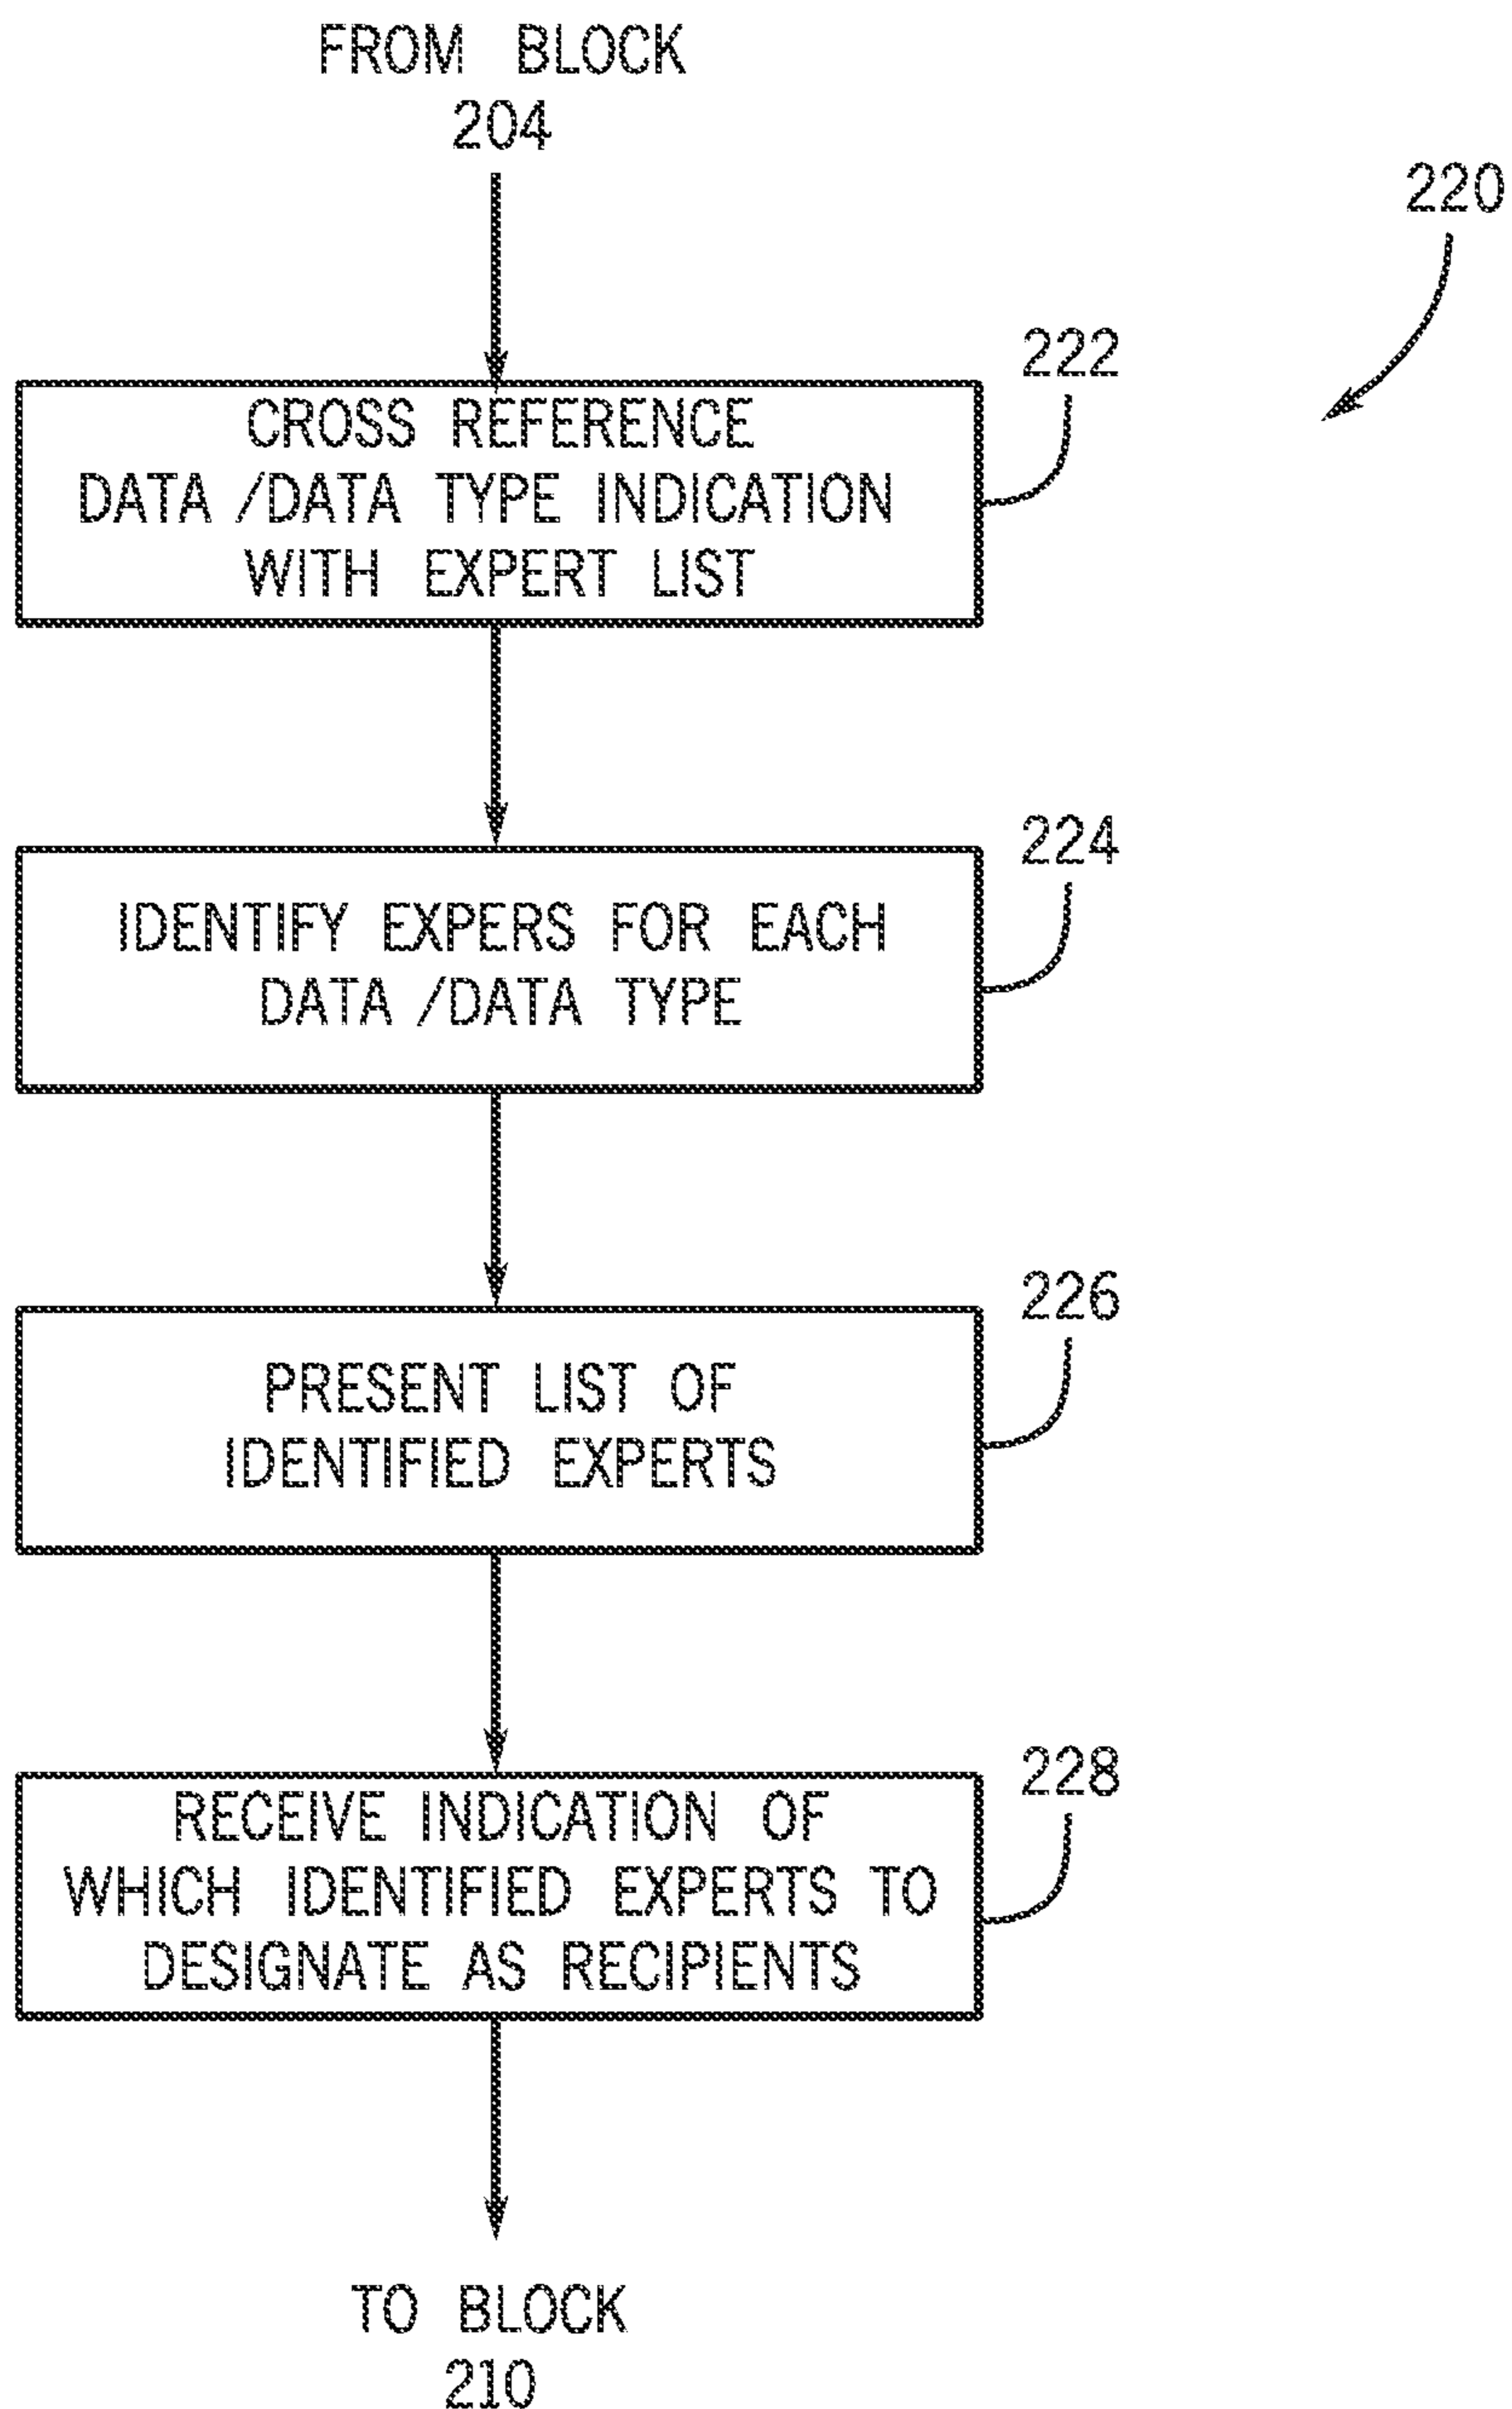 FROM BLOCK
204
220
222
CROSS REFERENCE
DATA /DATA TYPE INDICATION
WITH EXPERT LIST
224
IDENTIFY EXPERS FOR EACH
DATA /DATA TYPE
226
PRESENT LIST OF
IDENTIFIED EXPERTS
228
RECEIVE INDICATION OF
WHICH IDENTIFIED EXPERTS TO
DESIGNATE AS RECIPIENTS
TO BLOCK
210